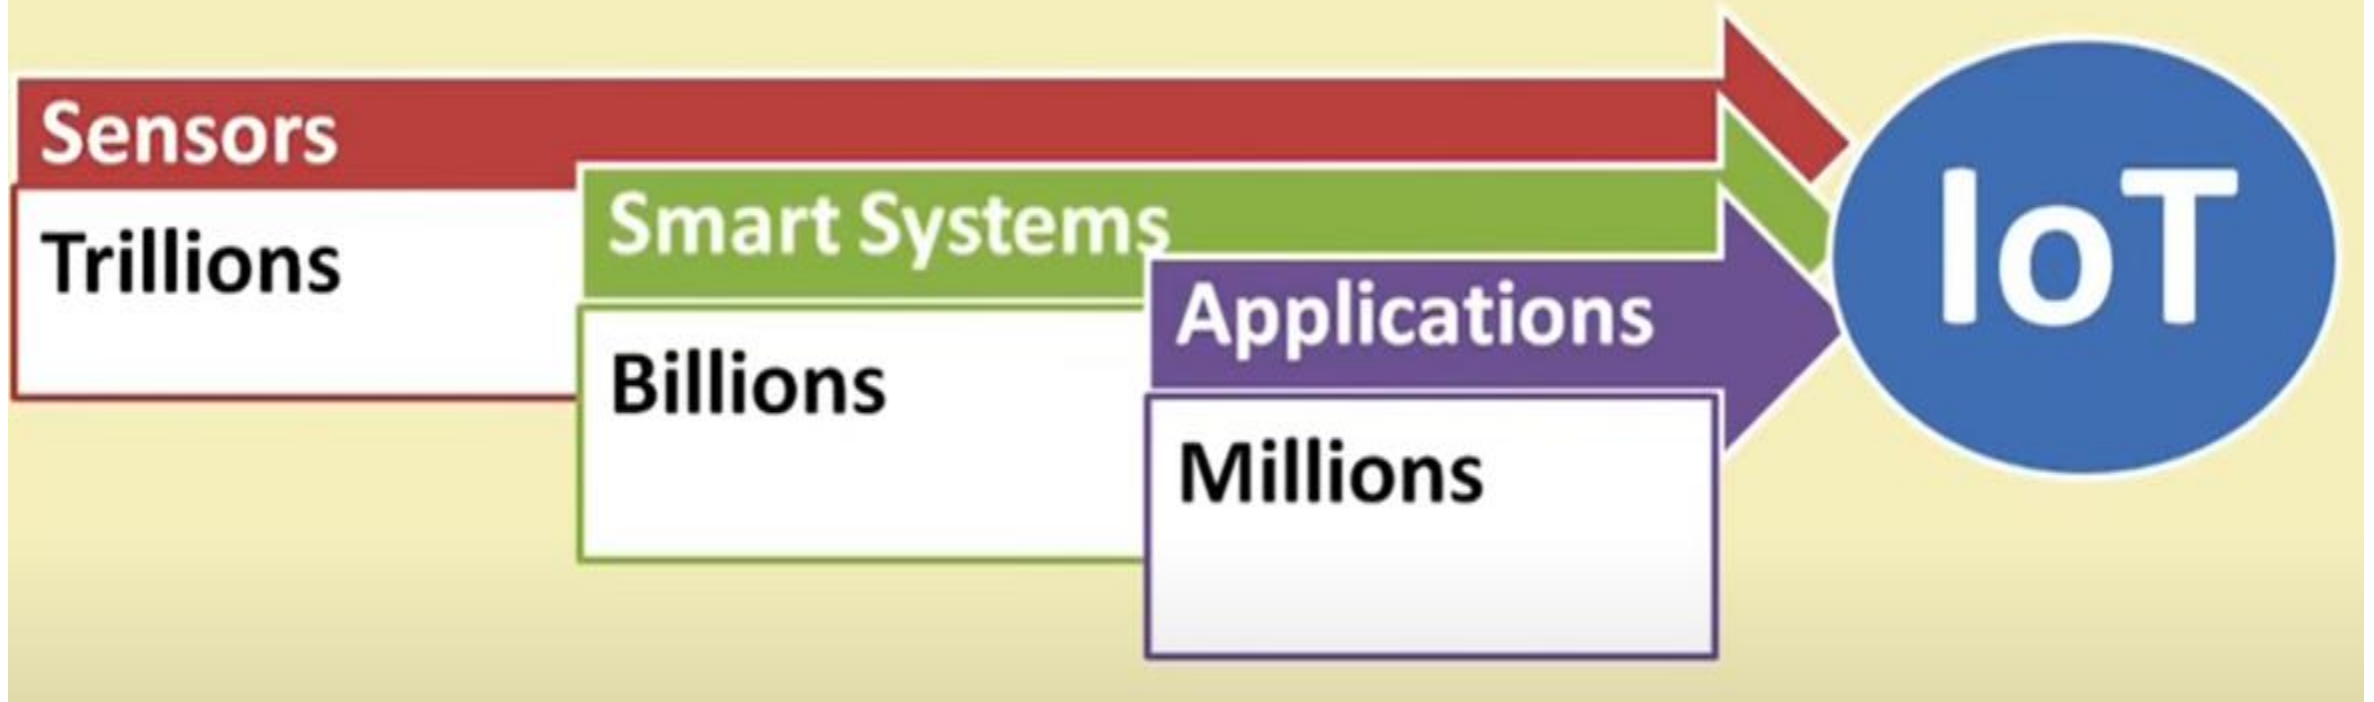 Sensors
Trillions
Smart Systems
Billions
Applications
Millions
IoT